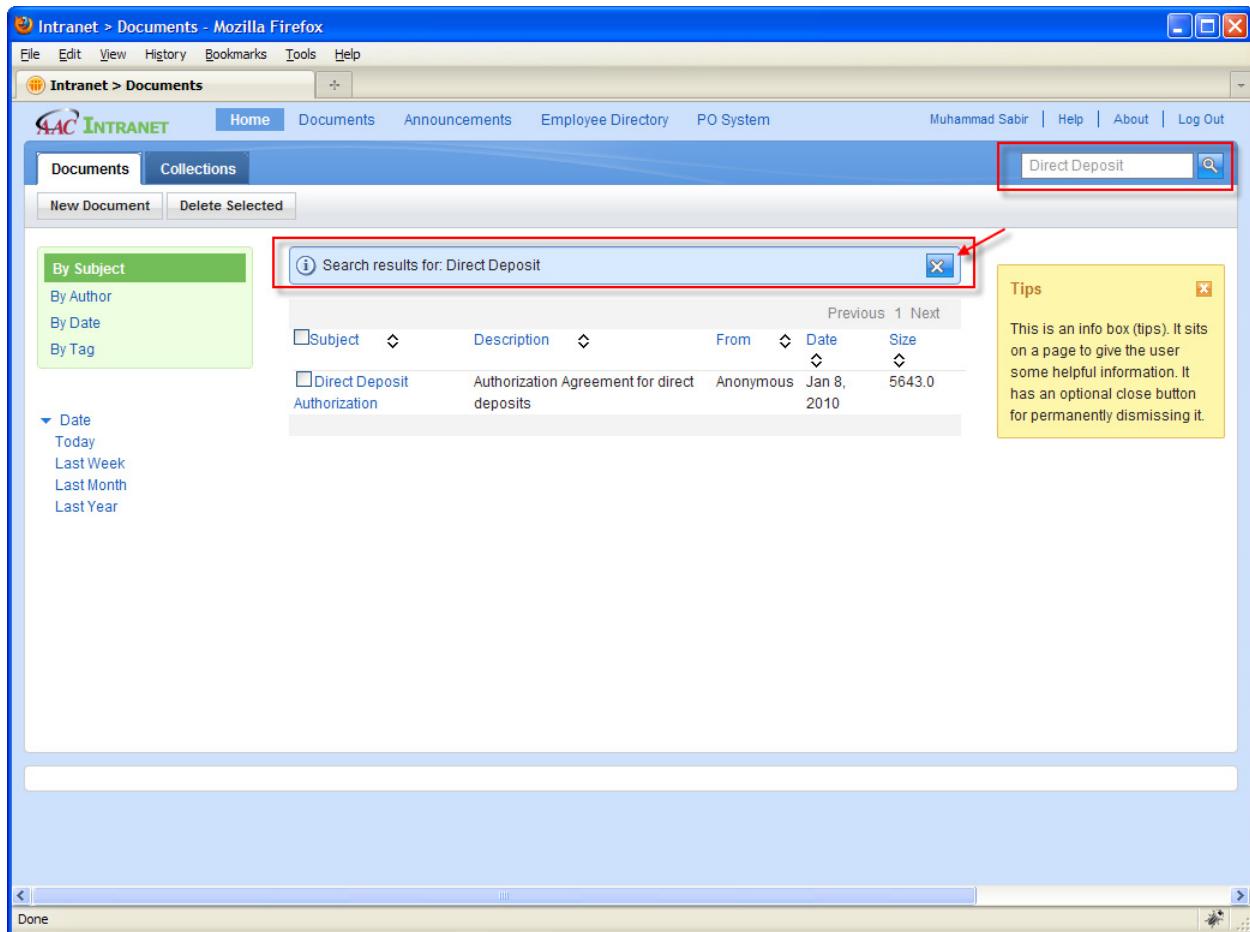 Intranet > Documents - Mozilla Firefox
File Edit View History Bookmarks Tools Help
Intranet > Documents
AAC INTRANET Home Documents Announcements Employee Directory PO System Muhammad Sabir | Help | About | Log Out
Documents Collections Direct Deposit
New Document Delete Selected
By Subject
By Author
By Date
By Tag
Date
Today
Last Week
Last Month
Last Year
Search results for: Direct Deposit
Previous 1 Next
Subject Description From Date Size
Direct Deposit Authorization Agreement for direct Anonymous Jan 8, 5643.0
Authorization deposits 2010
Tips
This is an info box (tips). It sits
on a page to give the user
some helpful information. It
has an optional close button
for permanently dismissing it.
Done